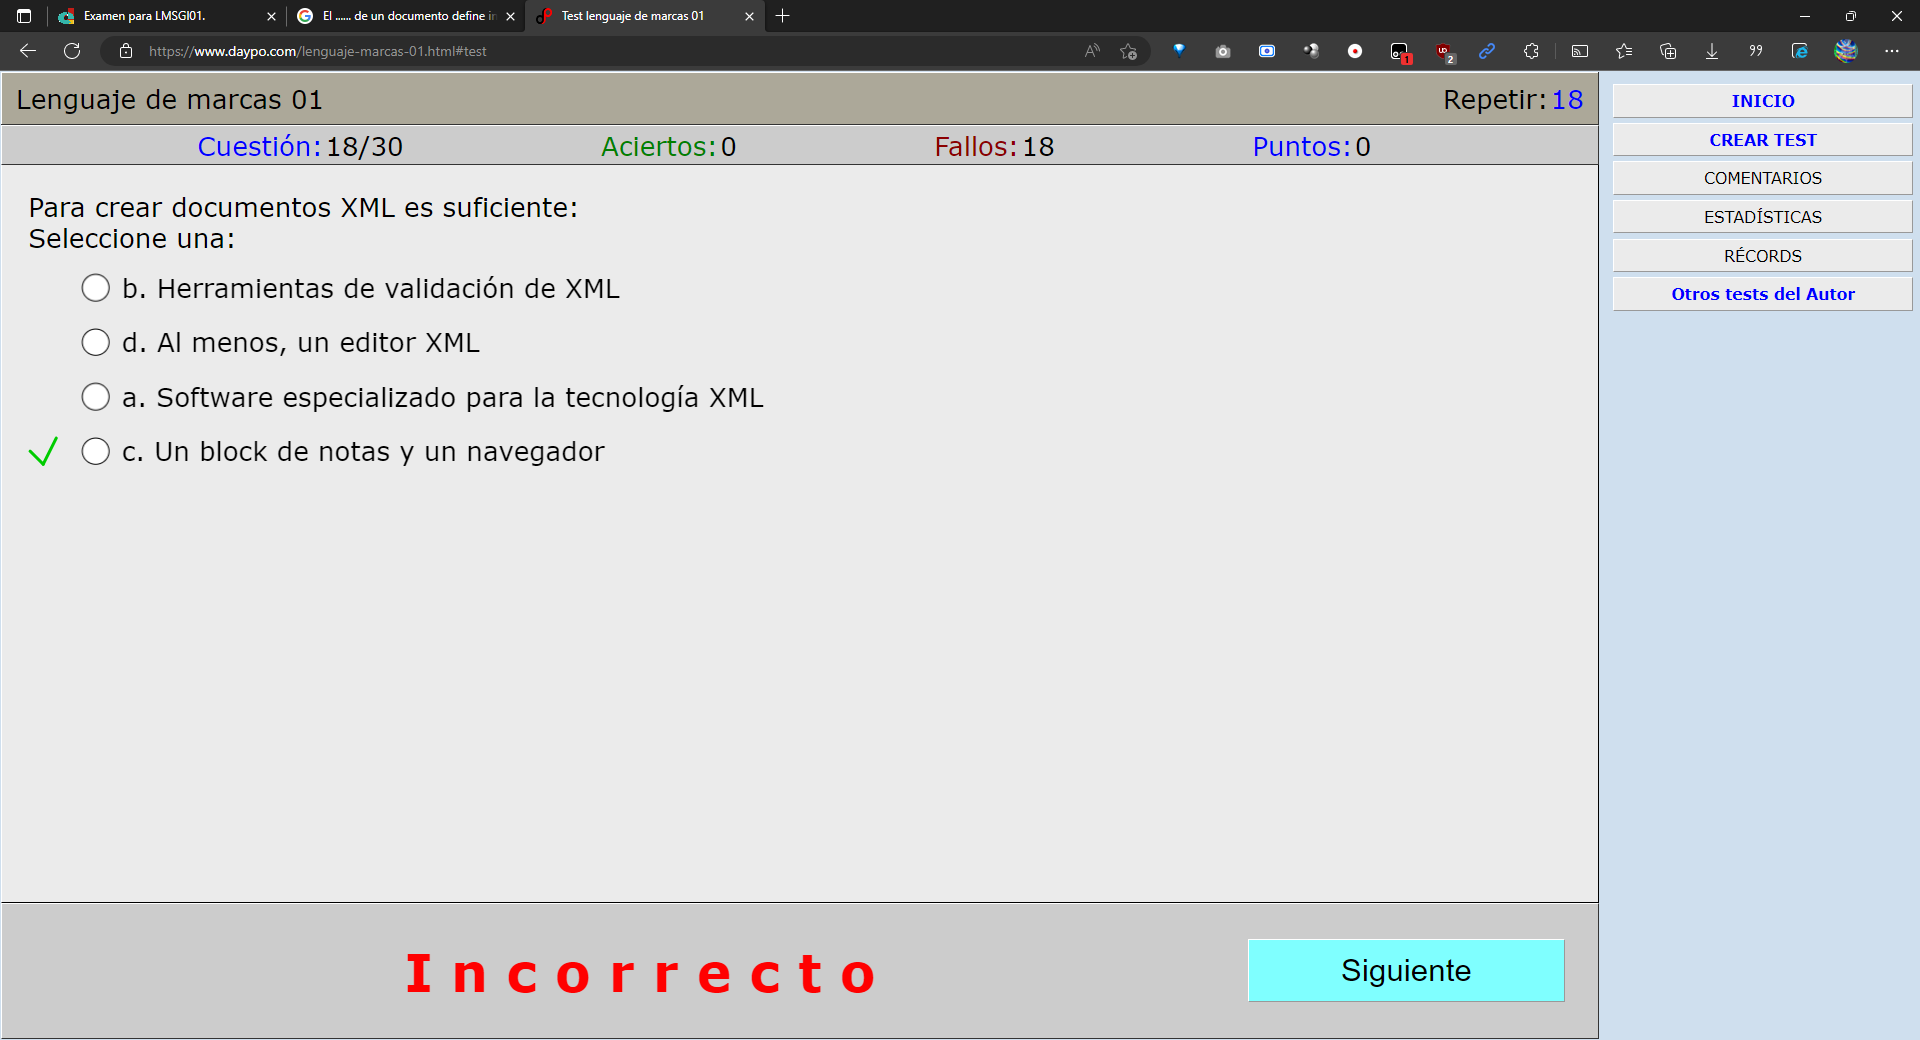 Examen para LMSGI01.
El ...... de un documento define in
Test lenguaje de marcas 01
https://www.daypo.com/lenguaje-marcas-01.html#test
1
2
Lenguaje de marcas 01
Repetir: 18
Cuestión: 18/30
Aciertos: 0
Fallos: 18
Puntos: 0
Para crear documentos XML es suficiente:
Seleccione una:
b. Herramientas de validación de XML
d. Al menos, un editor XML
a. Software especializado para la tecnología XML
c. Un block de notas y un navegador
Incorrecto
Siguiente
INICIO
CREAR TEST
COMENTARIOS
ESTADÍSTICAS
RÉCORDS
Otros tests del Autor